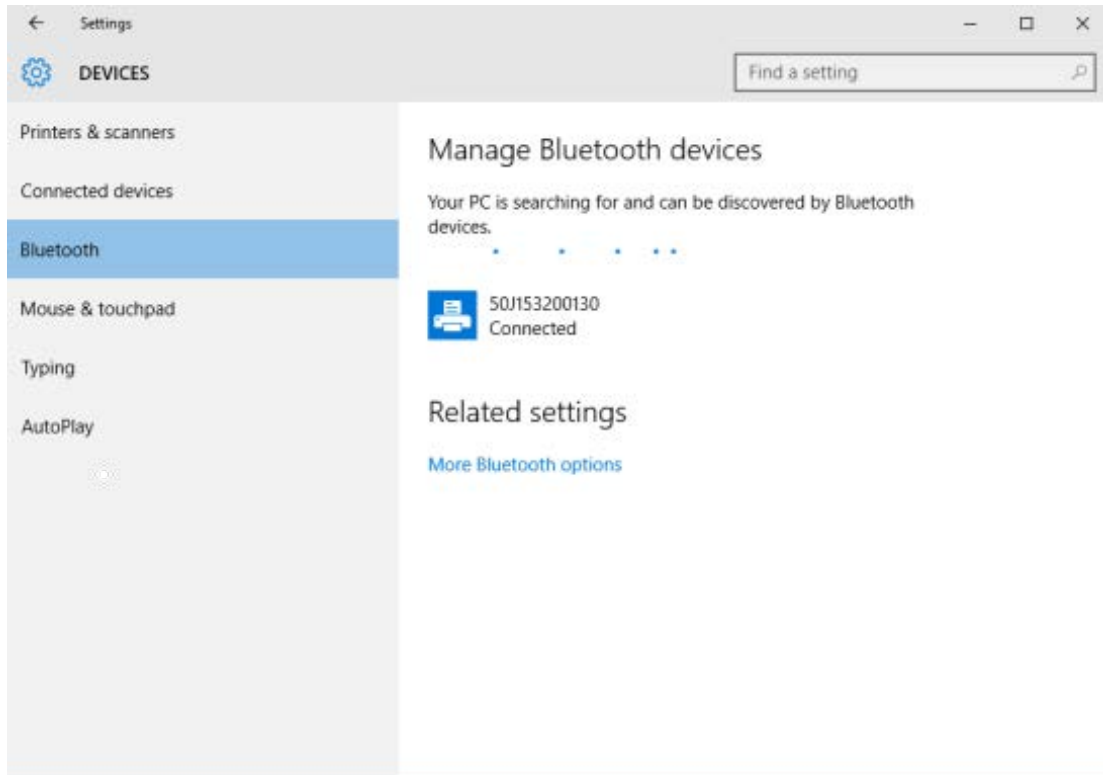 Settings
DEVICES
Find a setting
Printers & scanners
Connected devices
Bluetooth
Mouse & touchpad
Typing
AutoPlay
Manage Bluetooth devices
Your PC is searching for and can be discovered by Bluetooth
devices.
50J153200130
Connected
Related settings
More Bluetooth options